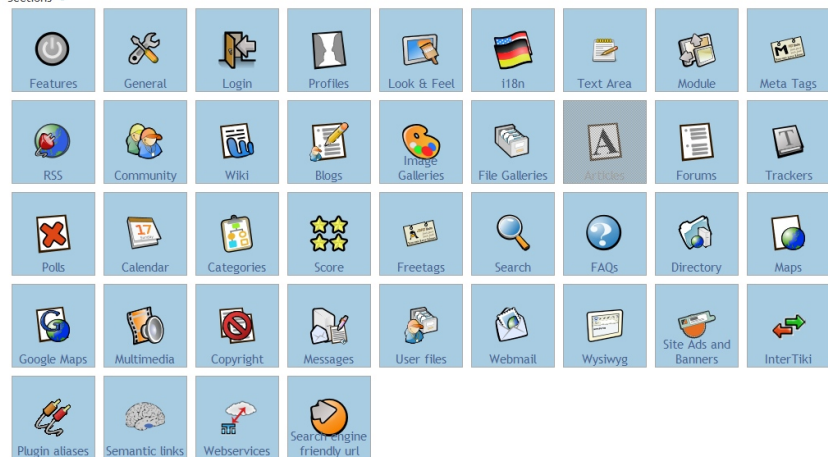 Sections
Features
General
Login
Profiles
Look & Feel
i18n
Text Area
Module
Meta Tags
RSS
Community
Wiki
Blogs
Image
Galleries
File Galleries
Articles
Forums
Trackers
Polls
17
Calendar
Categories
Score
Freetags
Search
FAQs
Directory
Maps
Google Maps
Multimedia
Copyright
Messages
User files
Webmail
Wysiwyg
Site Ads and
Banners
InterTiki
Plugin aliases
Semantic links
Webservices
Search engine
friendly url